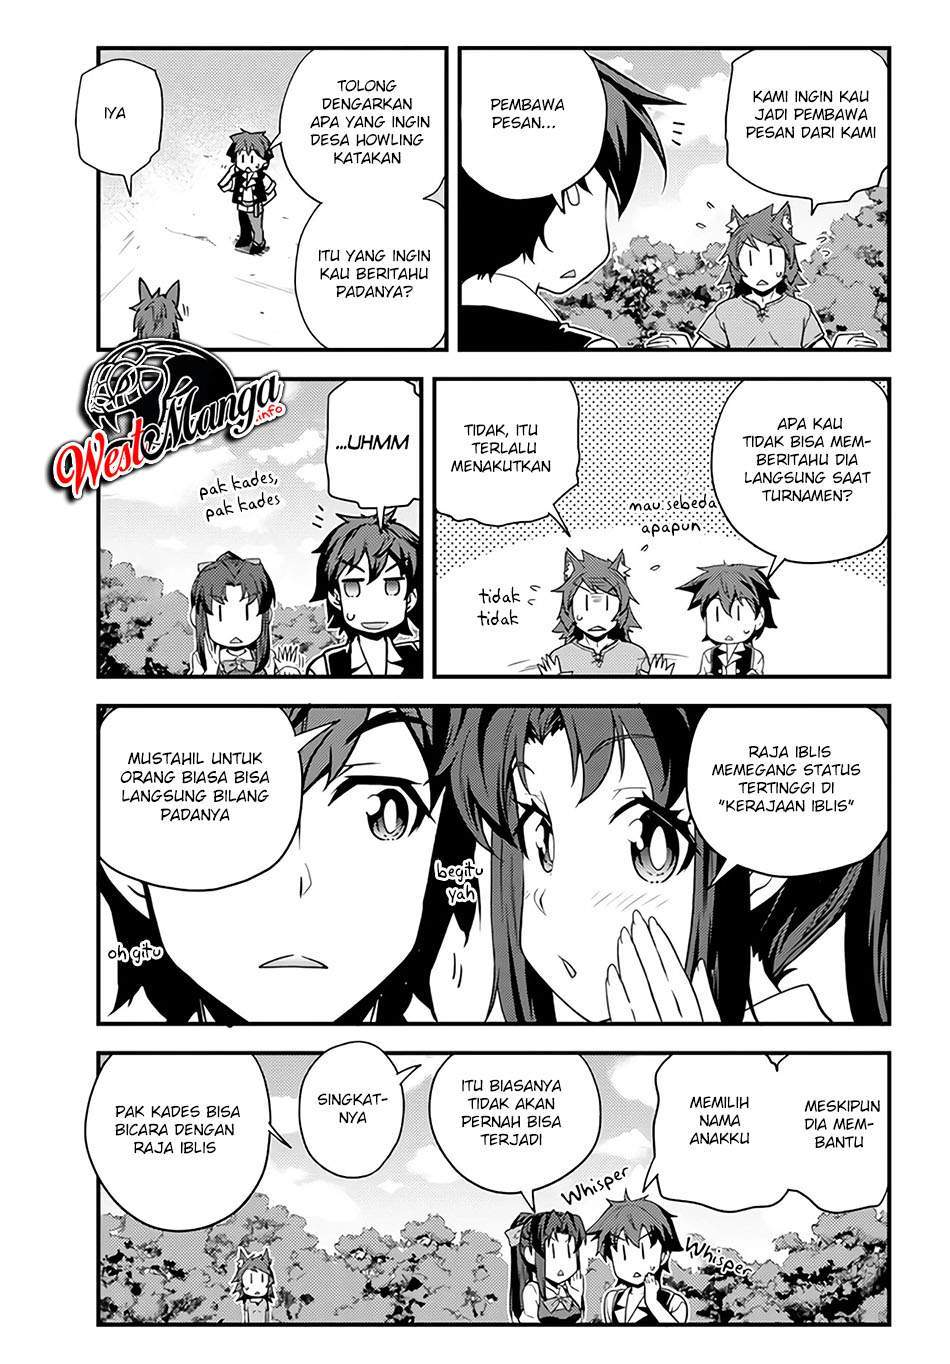 KAMI INGIN KAU
JADI PEMBAWA
PESAN DARI KAMI
PEMBAWA
PESAN...
TOLONG
DENGARKAN
APA YANG INGIN
DESA HOWLING
KATAKAN
ITU YANG INGIN
KAU BERITAHU
PADANYA?
IYA
APA KAU
TIDAK BISA MEM-
BERITAHU DIA
LANGSUNG SAAT
TURNAMEN?
TIDAK, ITU
TERLALU
MENAKUTKAN
mau sebeda
apapun
tidak
tidak
...UHMM
pak kades,
pak kades
WestManga
.info
RAJA IBLIS
MEMEGANG STATUS
TERTINGGI DI
"KERAJAAN IBLIS"
MUSTAHIL UNTUK
ORANG BIASA BISA
LANGSUNG BILANG
PADANYA
begitu
yah
oh gitu
MESKIPUN
DIA MEM-
BANTU
MEMILIH
NAMA
ANAKKU
ITU BIASANYA
TIDAK AKAN
PERNAH BISA
TERJADI
Whisper
Whisper
SINGKAT-
NYA
PAK KADES BISA
BICARA DENGAN
RAJA IBLIS